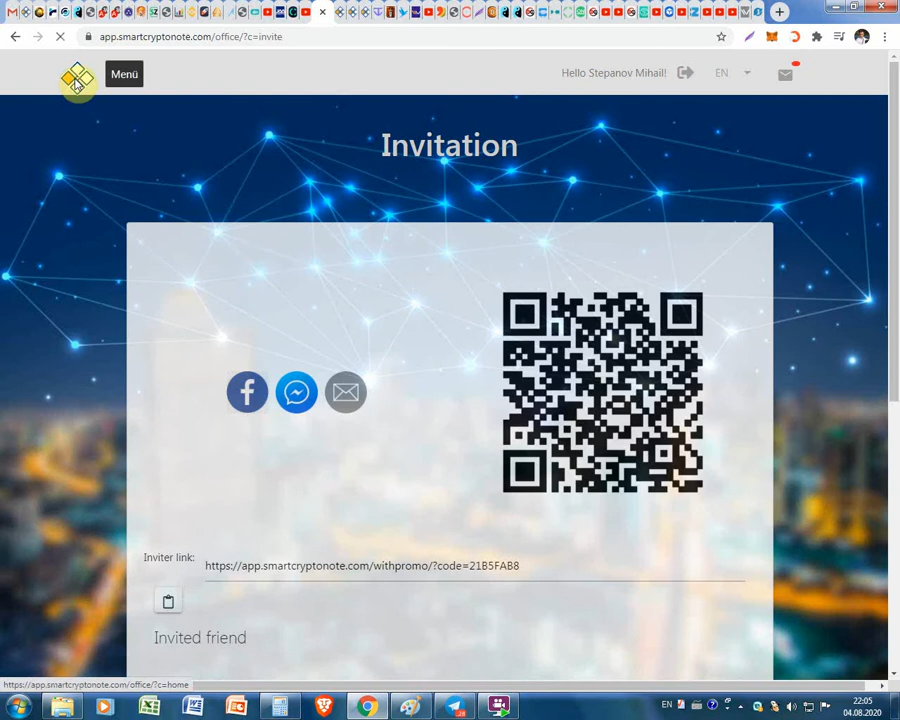 app.smartcryptonote.com/office/?c=invite
Menü
Hello Stepanov Mihail!
EN
Invitation
Inviter link:
https://app.smartcryptonote.com/withpromo/?code=21B5FAB8
Invited friend
https://app.smartcryptonote.com/office/?c=home
EN
22:05
04.08.2020